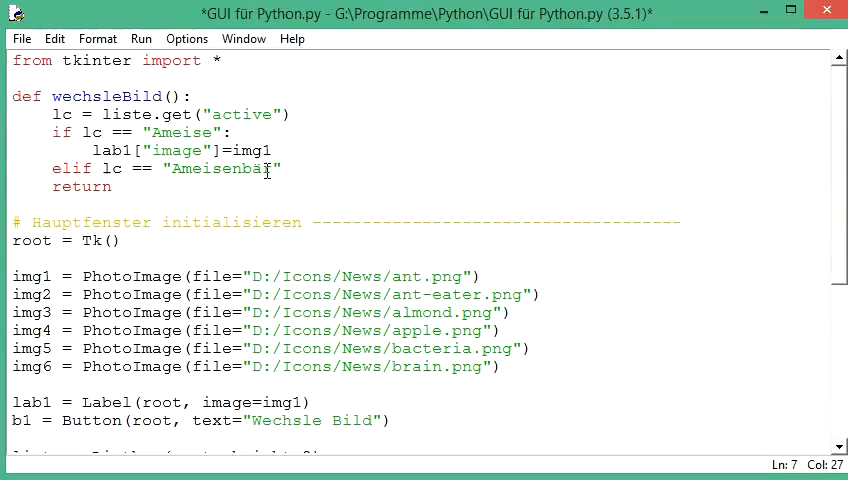 *GUI für Python.py - G:\Programme\Python\GUI für Python.py (3.5.1)*
File Edit Format Run Options Window Help
from tkinter import *
def wechsleBild():
    lc = liste.get("active")
    if lc == "Ameise":
        lab1["image"]=img1
    elif lc == "Ameisenbär"
    return
# Hauptfenster initialisieren -------------------------------------
root = Tk()
img1 = PhotoImage(file="D:/Icons/News/ant.png")
img2 = PhotoImage(file="D:/Icons/News/ant-eater.png")
img3 = PhotoImage(file="D:/Icons/News/almond.png")
img4 = PhotoImage(file="D:/Icons/News/apple.png")
img5 = PhotoImage(file="D:/Icons/News/bacteria.png")
img6 = PhotoImage(file="D:/Icons/News/brain.png")
lab1 = Label(root, image=img1)
b1 = Button(root, text="Wechsle Bild")
Ln: 7 Col: 27